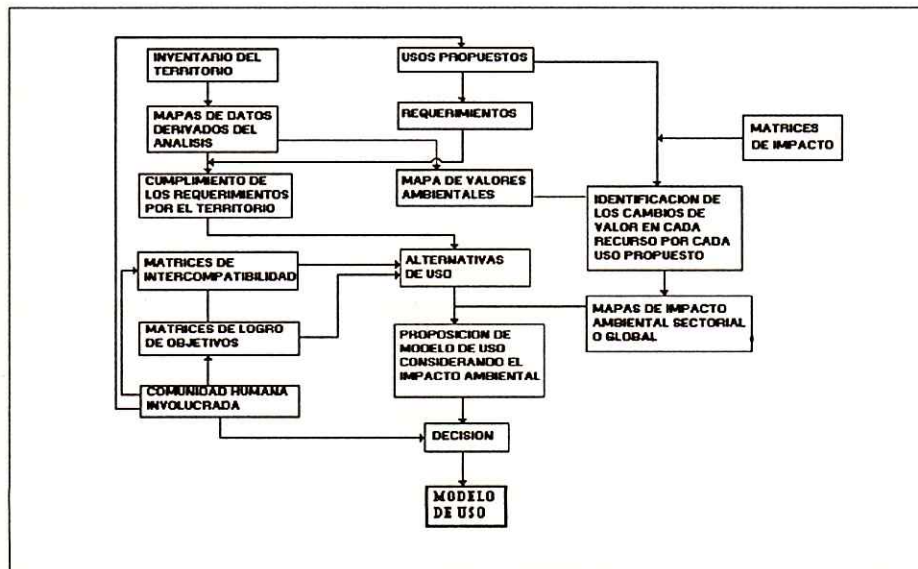 INVENTARIO DEL
TERRITORIO
USOS PROPUESTOS
MAPAS DE DATOS
DERIVADOS DEL
ANALISIS
REQUERIMIENTOS
MATRICES
DE IMPACTO
CUMPLIMIENTO DE
LOS REQUERIMIENTOS
POR EL TERRITORIO
MAPA DE VALORES
AMBIENTALES
IDENTIFICACION DE
LOS CAMBIOS DE
VALOR EN CADA
RECURSO POR CADA
USO PROPUESTO
MATRICES DE
INTERCOMPATIBILIDAD
ALTERNATIVAS
DE USO
MATRICES DE LOGRO
DE OBJETIVOS
PROPOSICION DE
MODELO DE USO
CONSIDERANDO EL
IMPACTO AMBIENTAL
MAPAS DE IMPACTO
AMBIENTAL SECTORIAL
O GLOBAL
COMUNIDAD HUMANA
INVOLUCRADA
DECISION
MODELO
DE USO